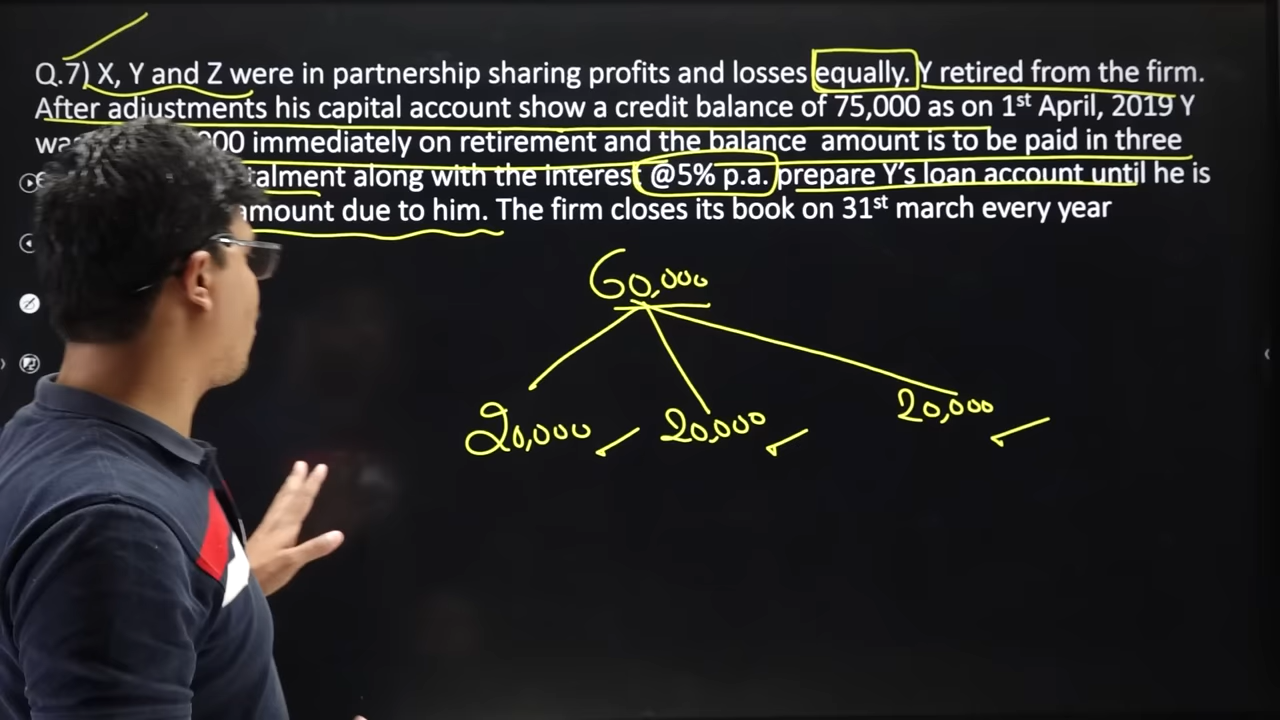 Q.7) X, Y and Z were in partnership sharing profits and losses equally. Y retired from the firm.
After adjustments his capital account show a credit balance of 75,000 as on 1st April, 2019 Y
000 immediately on retirement and the balance amount is to be paid in three
talment along with the interest @5% p.a. prepare Y's loan account until he is
amount due to him. The firm closes its book on 31st march every year
60,000
20,000 20,000 20,000